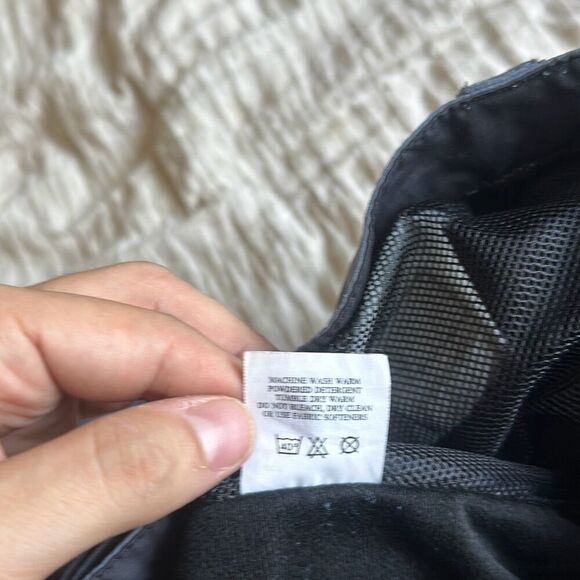 MACHINE WASH WARM
POWDERED DETERGENT
TUMBLE DRY WARM
DO NOT BLEACH, DRY CLEAN
OR USE FABRIC SOFTENERS
40°